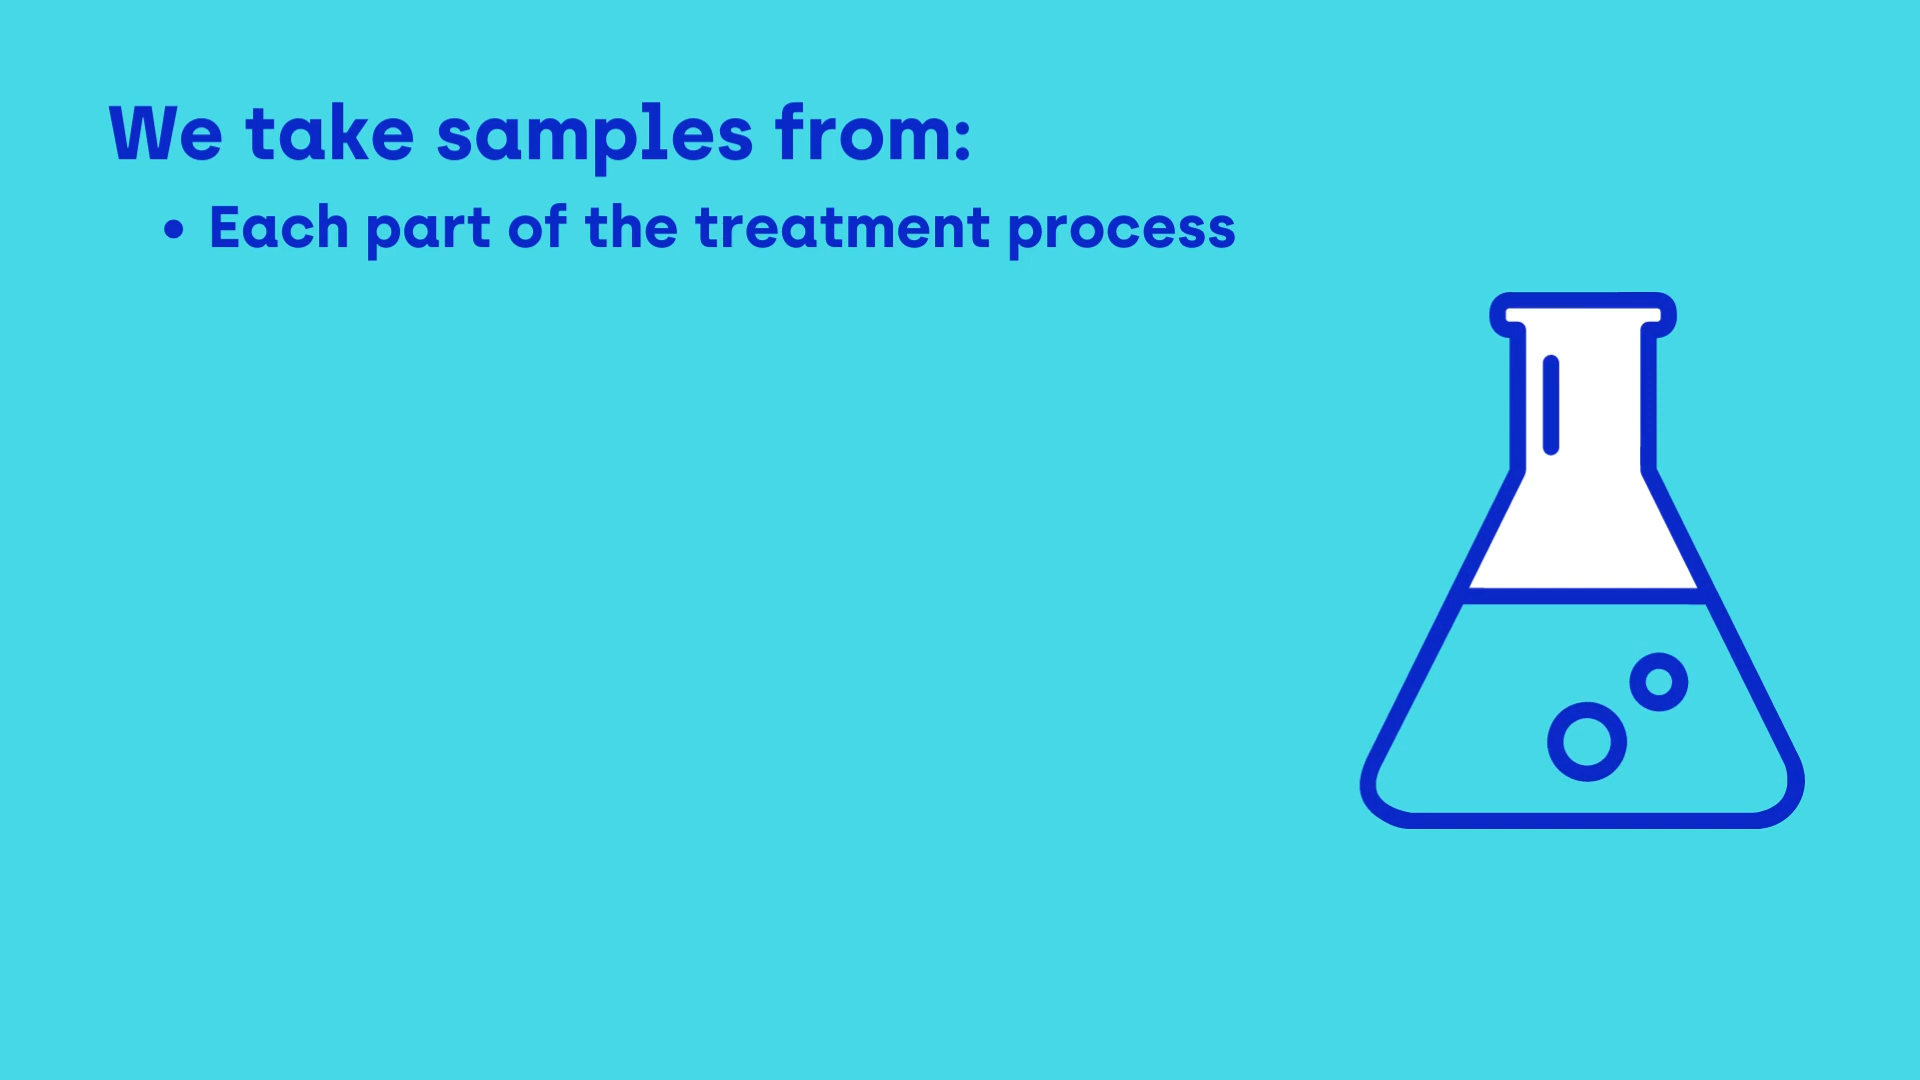 We take samples from:
• Each part of the treatment process